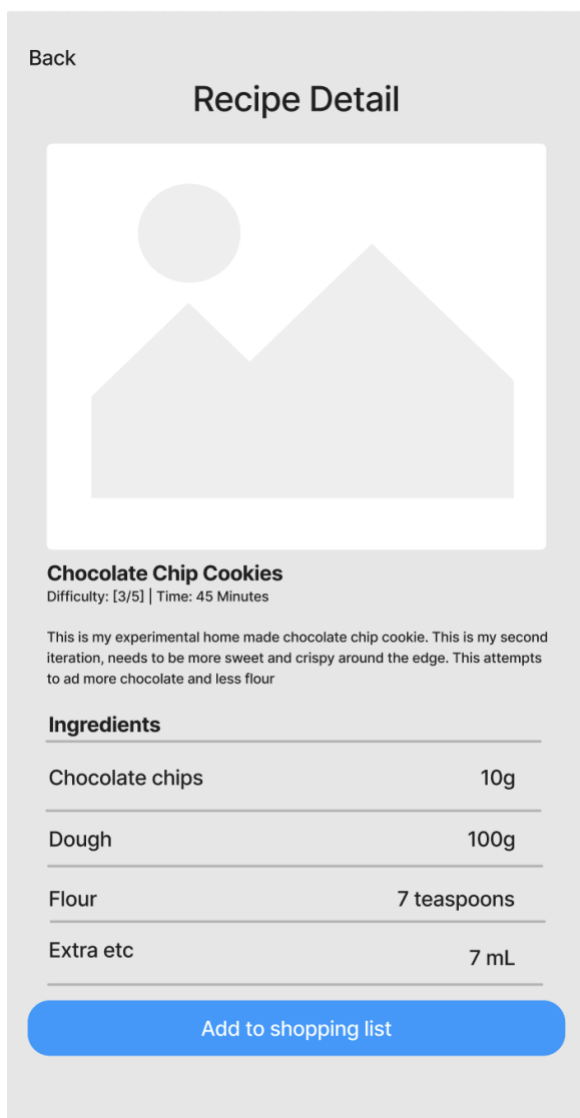 Back
Recipe Detail
Chocolate Chip Cookies
Difficulty: [3/5] | Time: 45 Minutes
This is my experimental home made chocolate chip cookie. This is my second
iteration, needs to be more sweet and crispy around the edge. This attempts
to ad more chocolate and less flour
Ingredients
Chocolate chips 10g
Dough 100g
Flour 7 teaspoons
Extra etc 7 mL
Add to shopping list